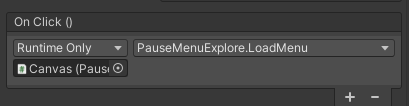 On Click ()
Runtime Only PauseMenuExplore.LoadMenu
Canvas (Paus